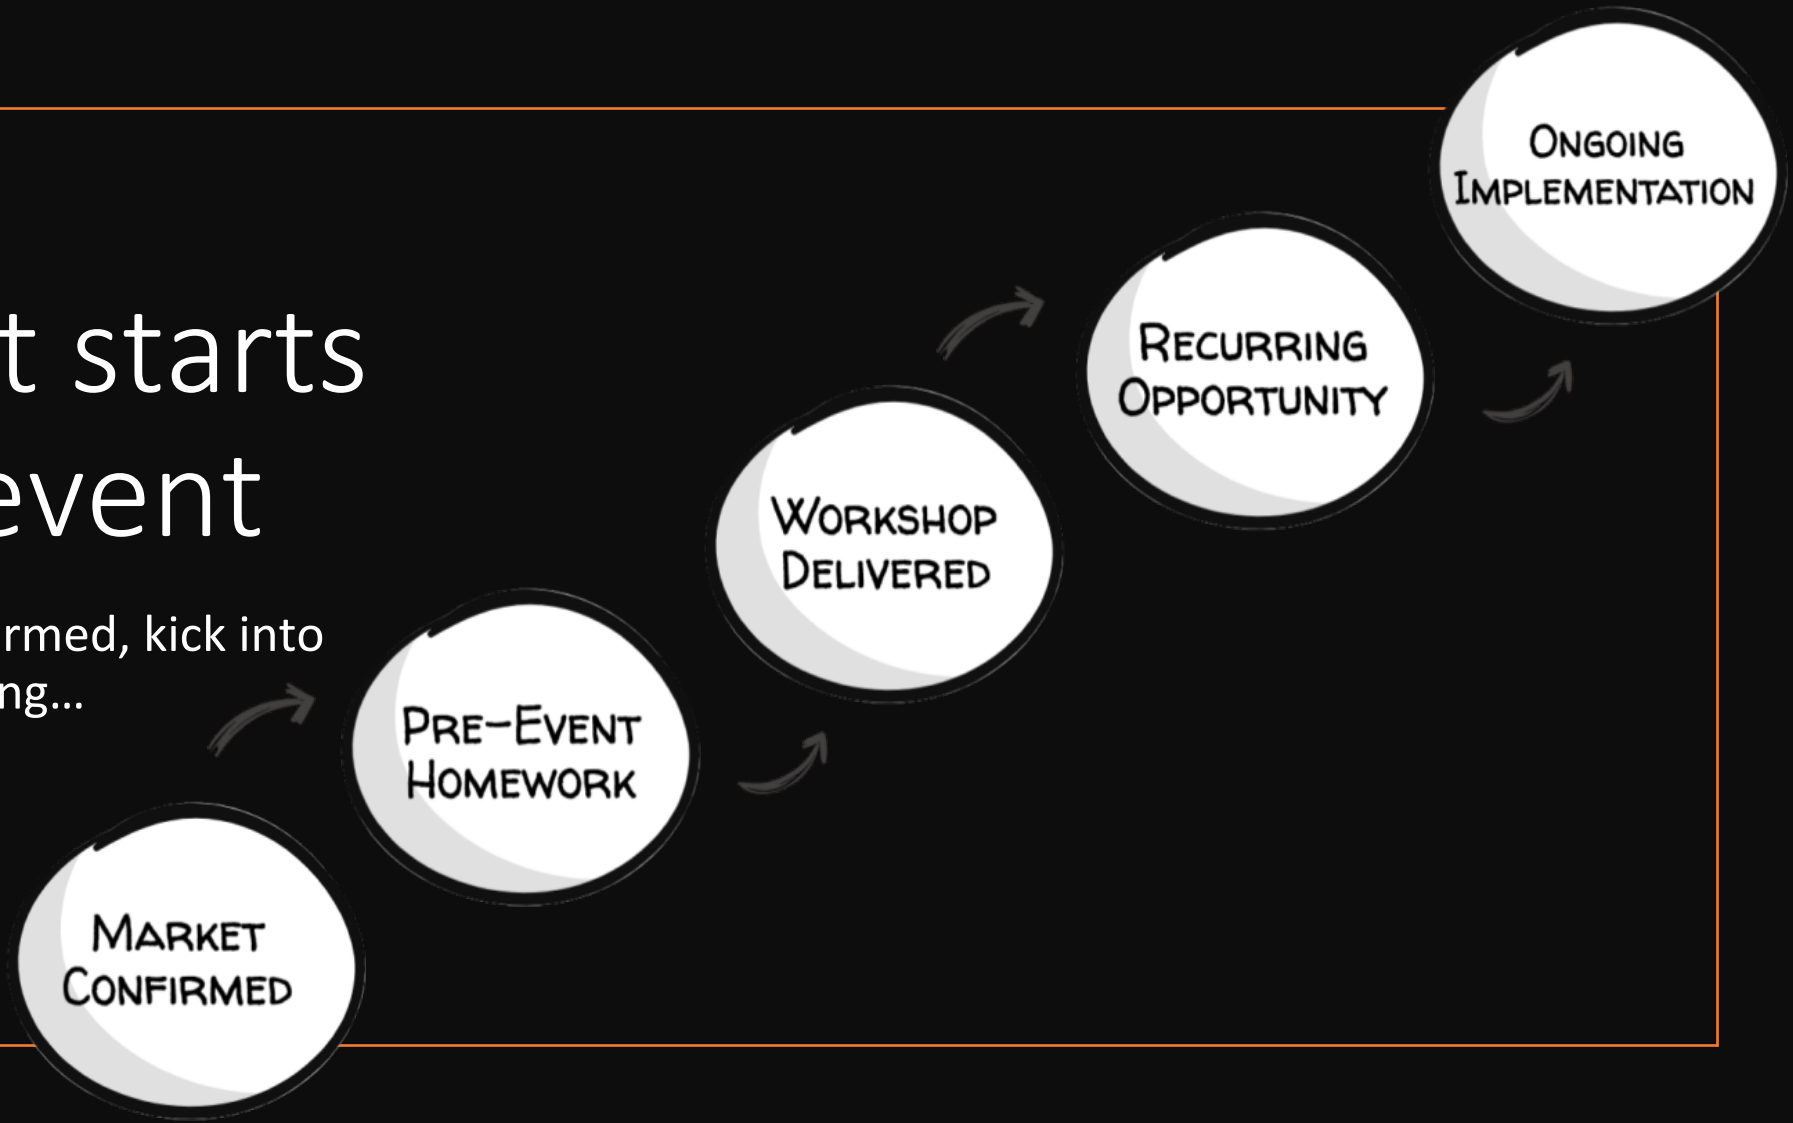 t starts
event
rmed, kick into
ng...
Market
Confirmed
Pre-Event
Homework
Workshop
Delivered
Recurring
Opportunity
Ongoing
Implementation